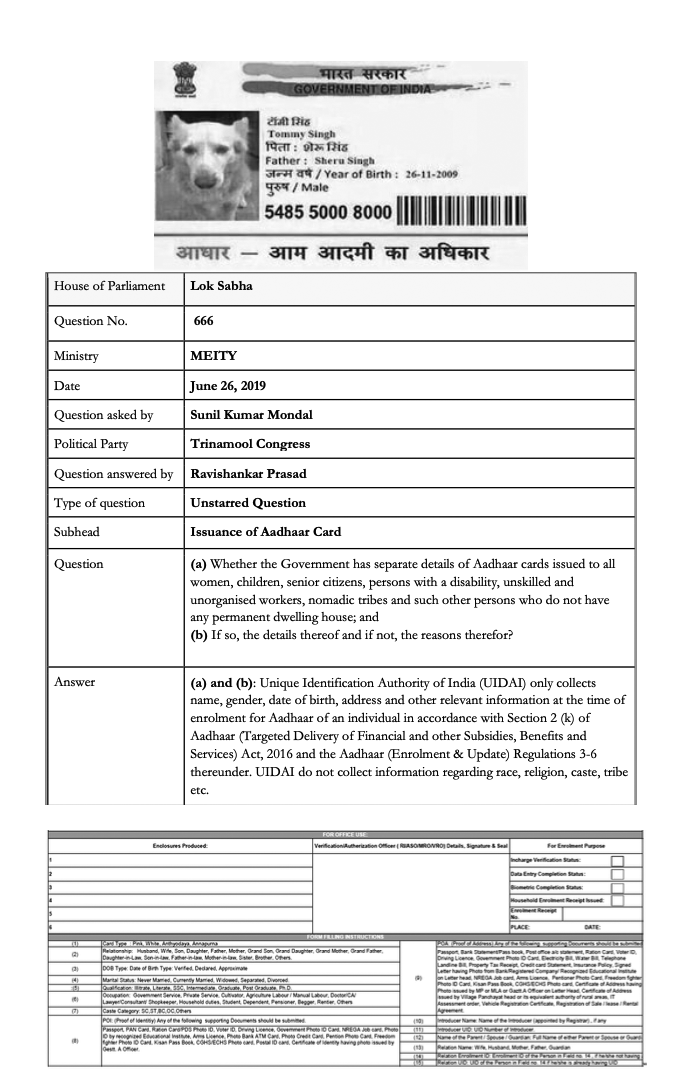 भारत सरकार
GOVERNMENT OF INDIA
टॉमी सिंह
Tommy Singh
पिता : शेरू सिंह
Father : Sheru Singh
जन्म वर्ष / Year of Birth : 26-11-2009
पुरुष / Male
5485 5000 8000
आधार — आम आदमी का अधिकार
House of Parliament Lok Sabha
Question No. 666
Ministry MEITY
Date June 26, 2019
Question asked by Sunil Kumar Mondal
Political Party Trinamool Congress
Question answered by Ravishankar Prasad
Type of question Unstarred Question
Subhead Issuance of Aadhaar Card
Question (a) Whether the Government has separate details of Aadhaar cards issued to all
women, children, senior citizens, persons with a disability, unskilled and
unorganised workers, nomadic tribes and such other persons who do not have
any permanent dwelling house; and
(b) If so, the details thereof and if not, the reasons therefor?
Answer (a) and (b): Unique Identification Authority of India (UIDAI) only collects
name, gender, date of birth, address and other relevant information at the time of
enrolment for Aadhaar of an individual in accordance with Section 2 (k) of
Aadhaar (Targeted Delivery of Financial and other Subsidies, Benefits and
Services) Act, 2016 and the Aadhaar (Enrolment & Update) Regulations 3-6
thereunder. UIDAI do not collect information regarding race, religion, caste, tribe
etc.
FOR OFFICE USE:
Enclosures Produced: Verification/Authorization Officer ( RI/ASO/MRO/VRO) Details, Signature & Seal For Enrolment Purpose
1 Incharge Verification Status:
2 Data Entry Completion Status:
3 Biometric Completion Status:
4 Household Enrolment Receipt Issued:
5 Enrolment Receipt No.
6 PLACE: DATE:
FORM FILLING INSTRUCTIONS
(1) Card Type : Pink, White, Anthyodaya, Annapurna
(2) Relationship: Husband, Wife, Son, Daughter, Father, Mother, Grand Son, Grand Daughter, Grand Mother, Grand Father,
Daughter-in-Law, Son-in-law, Father-in-law, Mother-in-law, Sister, Brother, Others.
(3) DOB Type: Date of Birth Type: Verified, Declared, Approximate
(4) Marital Status: Never Married, Currently Married, Widowed, Separated, Divorced.
(5) Qualification: Illitrate, Literate, SSC, Intermediate, Graduate, Post Graduate, Ph.D.
(6) Occupation: Government Service, Private Service, Cultivator, Agriculture Labour / Manual Labour, Doctor/CA/
Lawyer/Consultant/ Shopkeeper, Household duties, Student, Dependent, Pensioner, Begger, Rentier, Others
(7) Caste Category: SC,ST,BC,OC,Others
(8) POI: (Proof of Identity) Any of the following supporting Documents should be submitted.
Passport, PAN Card, Ration Card/PDS Photo ID, Voter ID, Driving Licence, Government Photo ID Card, NREGA Job card, Photo
ID by recognized Educational Institute, Arms Licence, Photo Bank ATM Card, Photo Credit Card, Pention Photo Card, Freedom
fighter Photo ID Card, Kisan Pass Book, CGHS/ECHS Photo card, Postal ID card, Certificate of Identity having photo issued by
Gestt. A Officer.
(9) POA: (Proof of Address) Any of the following supporting Documents should be submitted
Passport, Bank Statement/Pass book, Post office a/c statement, Ration Card, Voter ID,
Driving Licence, Government Photo ID Card, Electricity Bill, Water Bill, Telephone
Landline Bill, Property Tax Receipt, Credit card Statement, Insurance Policy, Signed
Letter having Photo from Bank/Registered Company/ Recognized Educational Institute
on Letter head, NREGA Job card, Arms Licence, Pentioner Photo Card, Freedom fighter
Photo ID Card, Kisan Pass Book, CGHS/ECHS Photo card, Certificate of Address having
Photo issued by MP or MLA or Gazt.A Officer on Letter Head, Certificate of Address
issued by Village Panchayat head or its equivalent authority of rural areas, IT
Assessment order, Vehicle Registration Certificate, Registration of Sale / lease / Rental
Agreement.
(10) Introducer Name: Name of the Introducer (appointed by Registrar) , if any
(11) Introducer UID: UID Number of Introducer.
(12) Name of the Parent / Spouse / Guardian: Full Name of either Parent or Spouse or Guard
(13) Relation Name: Wife, Husband, Mother, Father, Guardian
(14) Relation Enrollment ID: Enrollment ID of the Person in Field no. 14 , if he/she not having
(15) Relation UID: UID of the Person in Field no. 14 if he/she is already having UID